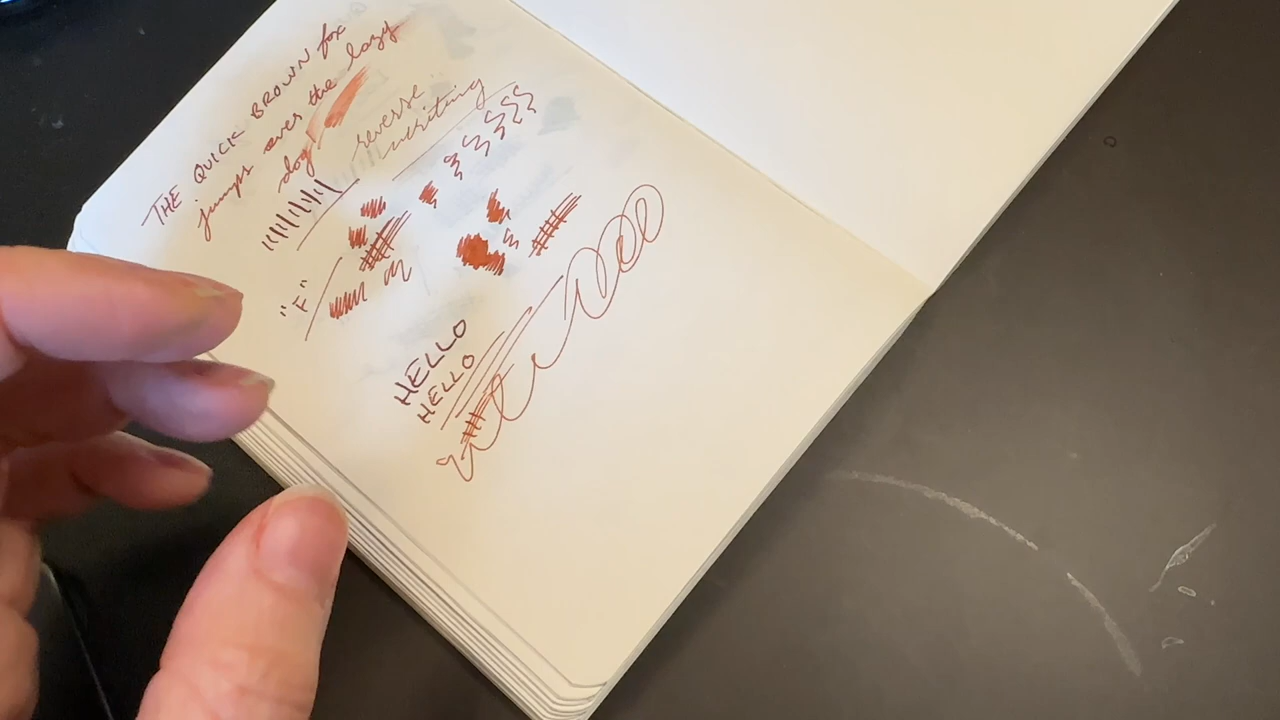 THE QUICK BROWN fox
jumps over the lazy
dog!
reverse
writing
"F"
HELLO
HELLO